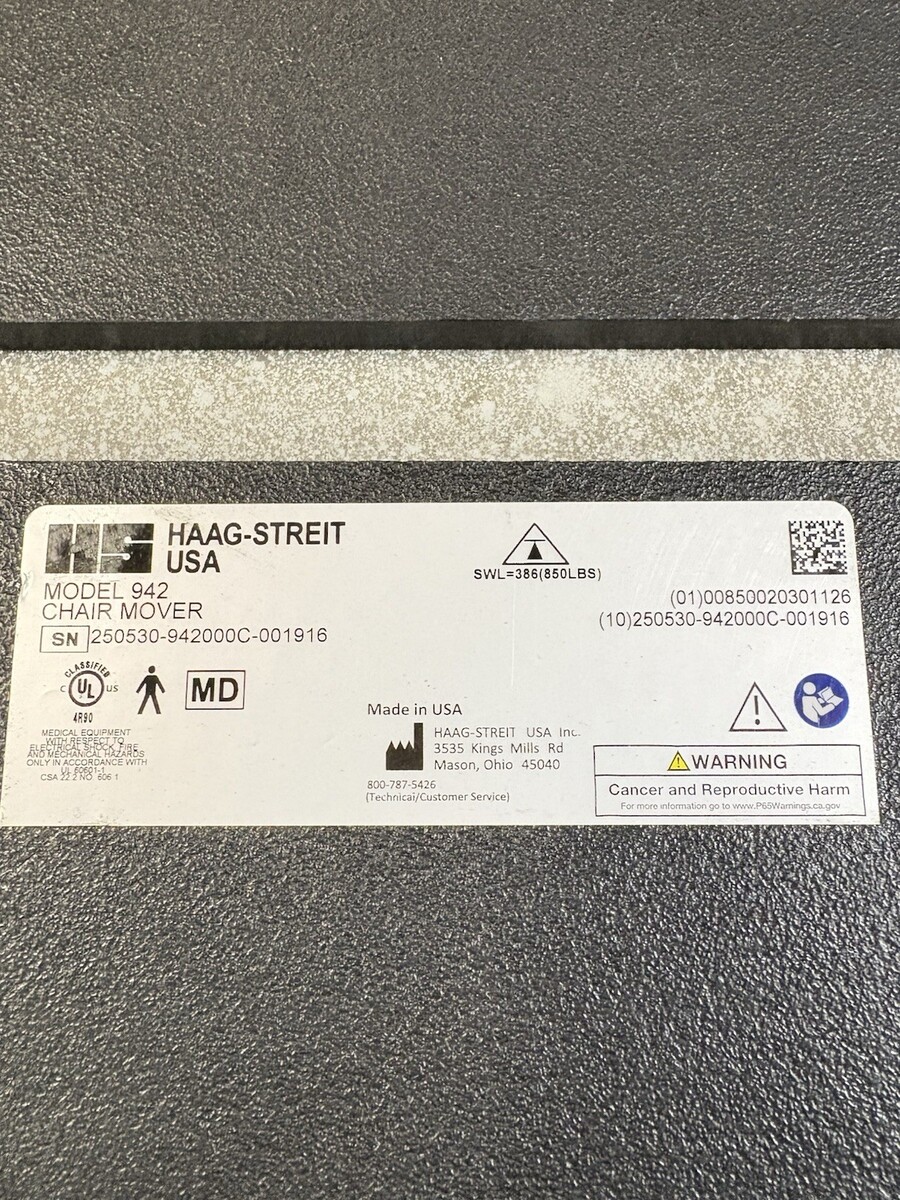 HS HAAG-STREIT
USA
MODEL 942
CHAIR MOVER
SN 250530-942000C-001916
SWL=386(850LBS)
(01)00850020301126
(10)250530-942000C-001916
CLASSIFIED
C UL US
4R90
MEDICAL EQUIPMENT
WITH RESPECT TO
ELECTRICAL SHOCK, FIRE
AND MECHANICAL HAZARDS
ONLY IN ACCORDANCE WITH
UL 60601-1
CSA 22.2 NO. 606 1
MD
Made in USA
HAAG-STREIT USA Inc.
3535 Kings Mills Rd
Mason, Ohio 45040
800-787-5426
(Technical/Customer Service)
WARNING
Cancer and Reproductive Harm
For more information go to www.P65Warnings.ca.gov